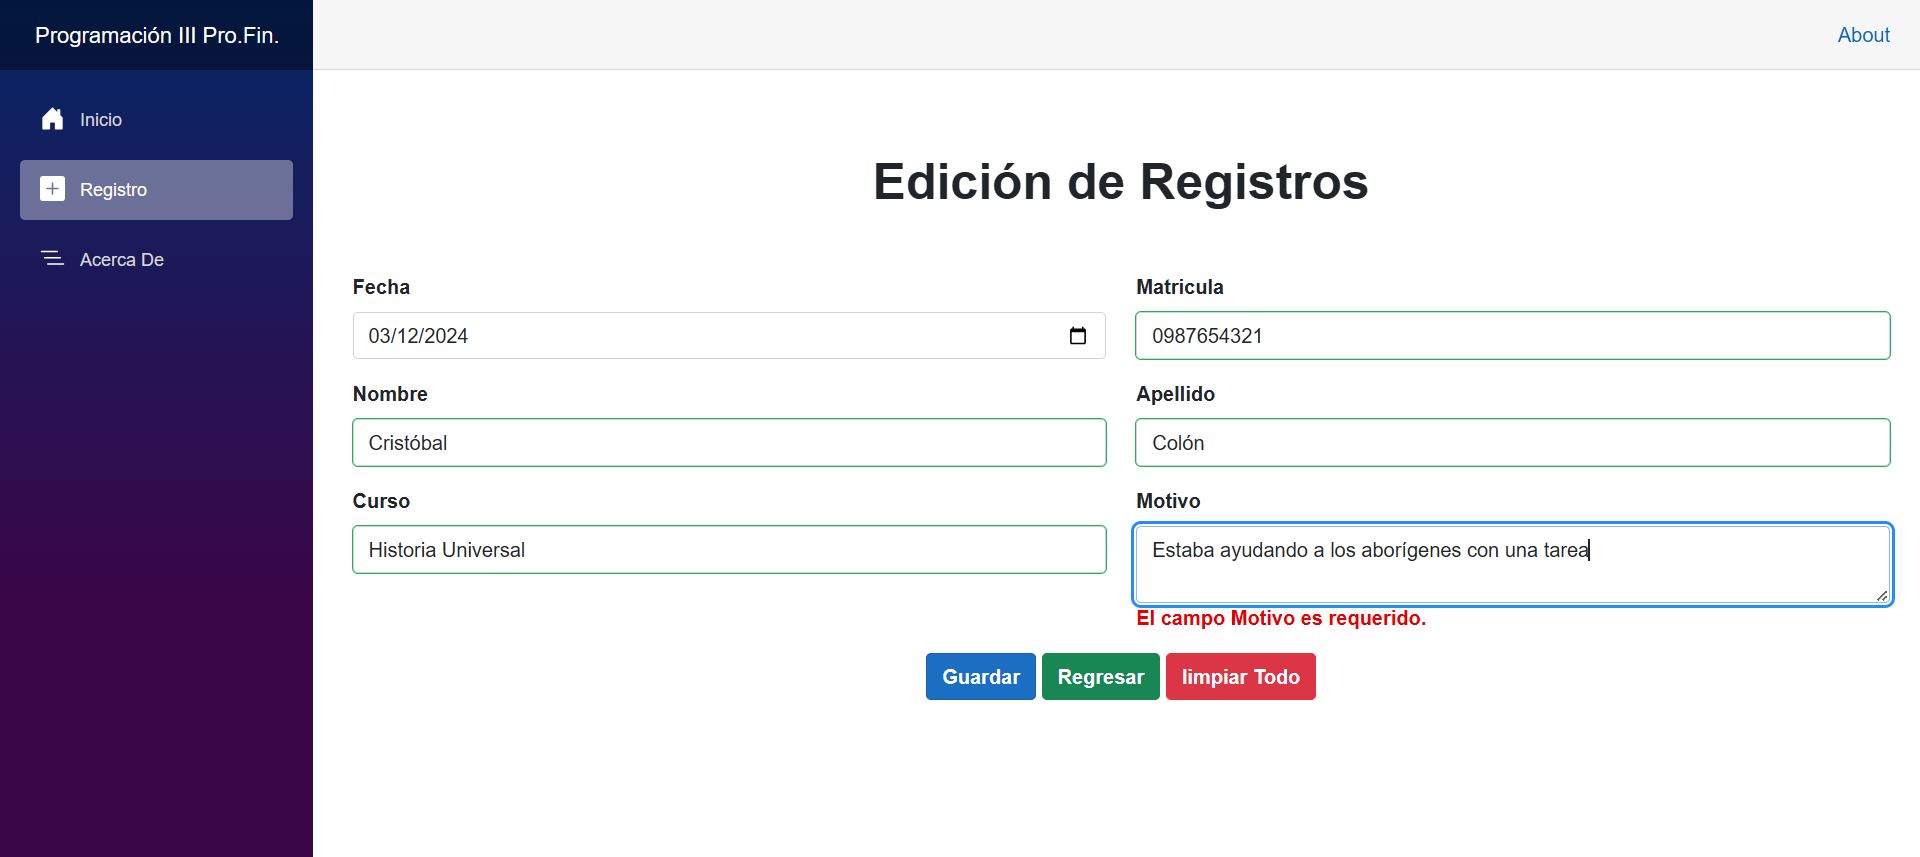 Programación III Pro.Fin.
About
Inicio
Registro
Acerca De
Edición de Registros
Fecha
Matricula
03/12/2024
0987654321
Nombre
Apellido
Cristóbal
Colón
Curso
Motivo
Historia Universal
Estaba ayudando a los aborígenes con una tarea
El campo Motivo es requerido.
Guardar
Regresar
limpiar Todo